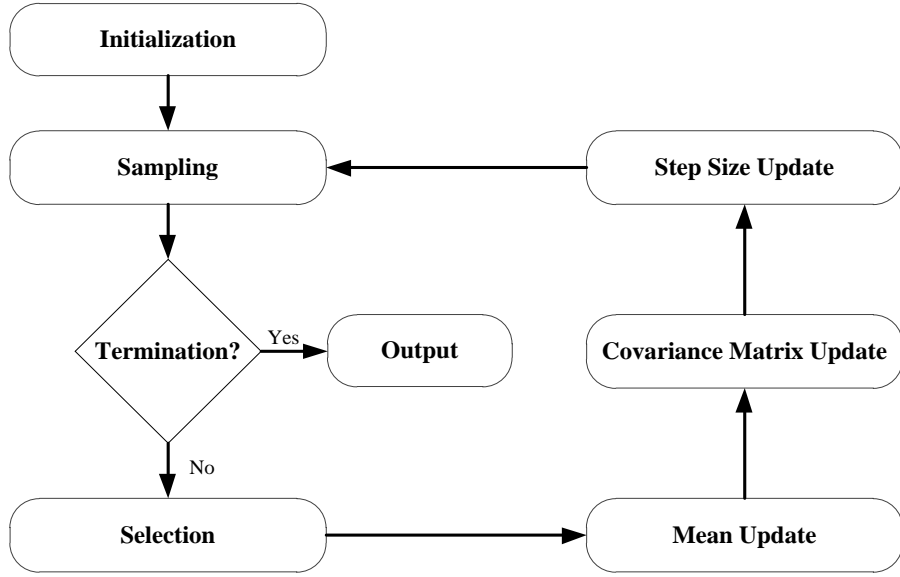 Initialization
Sampling
Step Size Update
Termination?
Yes
Output
Covariance Matrix Update
No
Selection
Mean Update